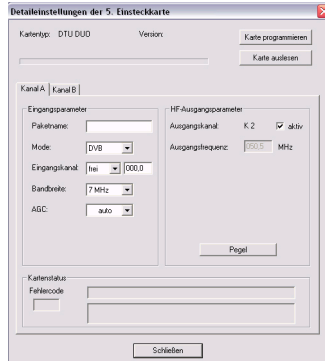 Detaileinstellungen der 5. Einsteckkarte
Kartentyp: DTU DUO Version:
Karte programmieren
Karte auslesen
Kanal A Kanal B
Eingangsparameter
Paketname:
Mode: DVB
Eingangskanal: frei 000,0
Bandbreite: 7 MHz
AGC: auto
HF-Ausgangsparameter
Ausgangskanal: K 2 aktiv
Ausgangsfrequenz: 050,5 MHz
Pegel
Kartenstatus
Fehlercode
Schließen